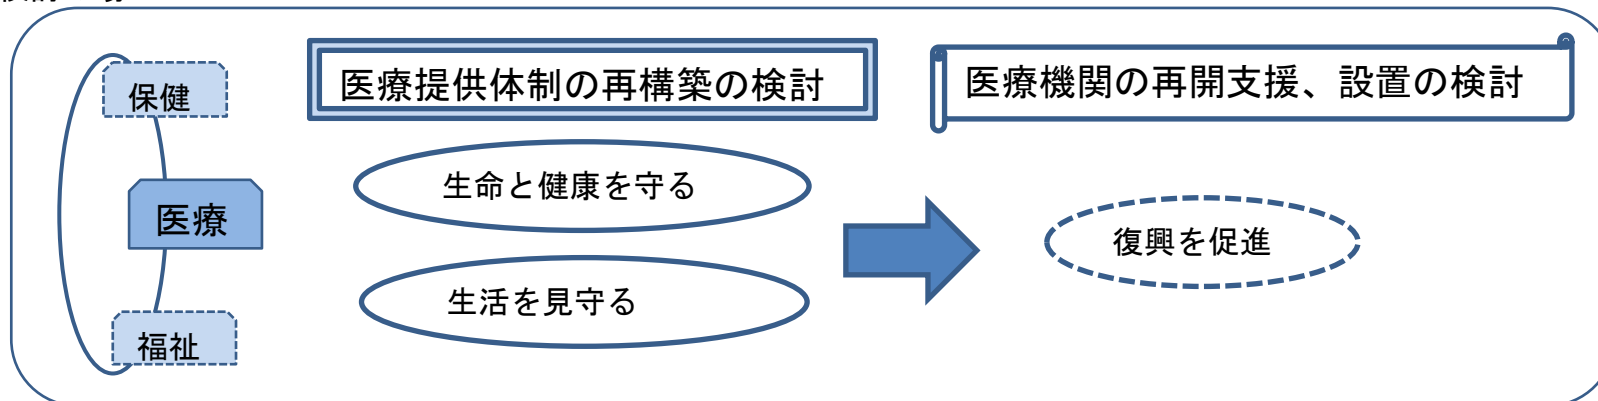 保健
医療
福祉
医療提供体制の再構築の検討
生命と健康を守る
生活を見守る
医療機関の再開支援、設置の検討
復興を促進